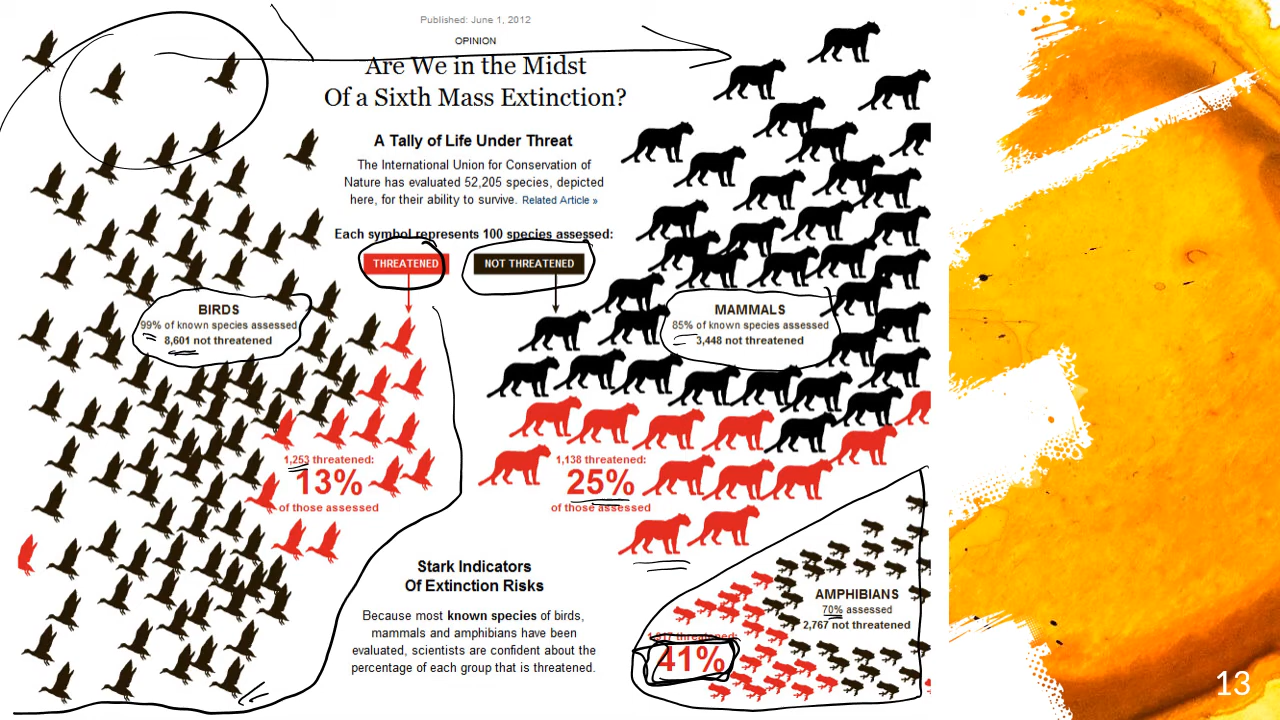 Published: June 1, 2012
OPINION
Are We in the Midst
Of a Sixth Mass Extinction?
A Tally of Life Under Threat
The International Union for Conservation of
Nature has evaluated 52,205 species, depicted
here, for their ability to survive. Related Article »
Each symbol represents 100 species assessed:
THREATENED
NOT THREATENED
BIRDS
99% of known species assessed
8,601 not threatened
MAMMALS
85% of known species assessed
3,448 not threatened
1,253 threatened:
13%
of those assessed
1,138 threatened:
25%
of those assessed
Stark Indicators
Of Extinction Risks
Because most known species of birds,
mammals and amphibians have been
evaluated, scientists are confident about the
percentage of each group that is threatened.
AMPHIBIANS
70% assessed
2,767 not threatened
threatened:
41%
13